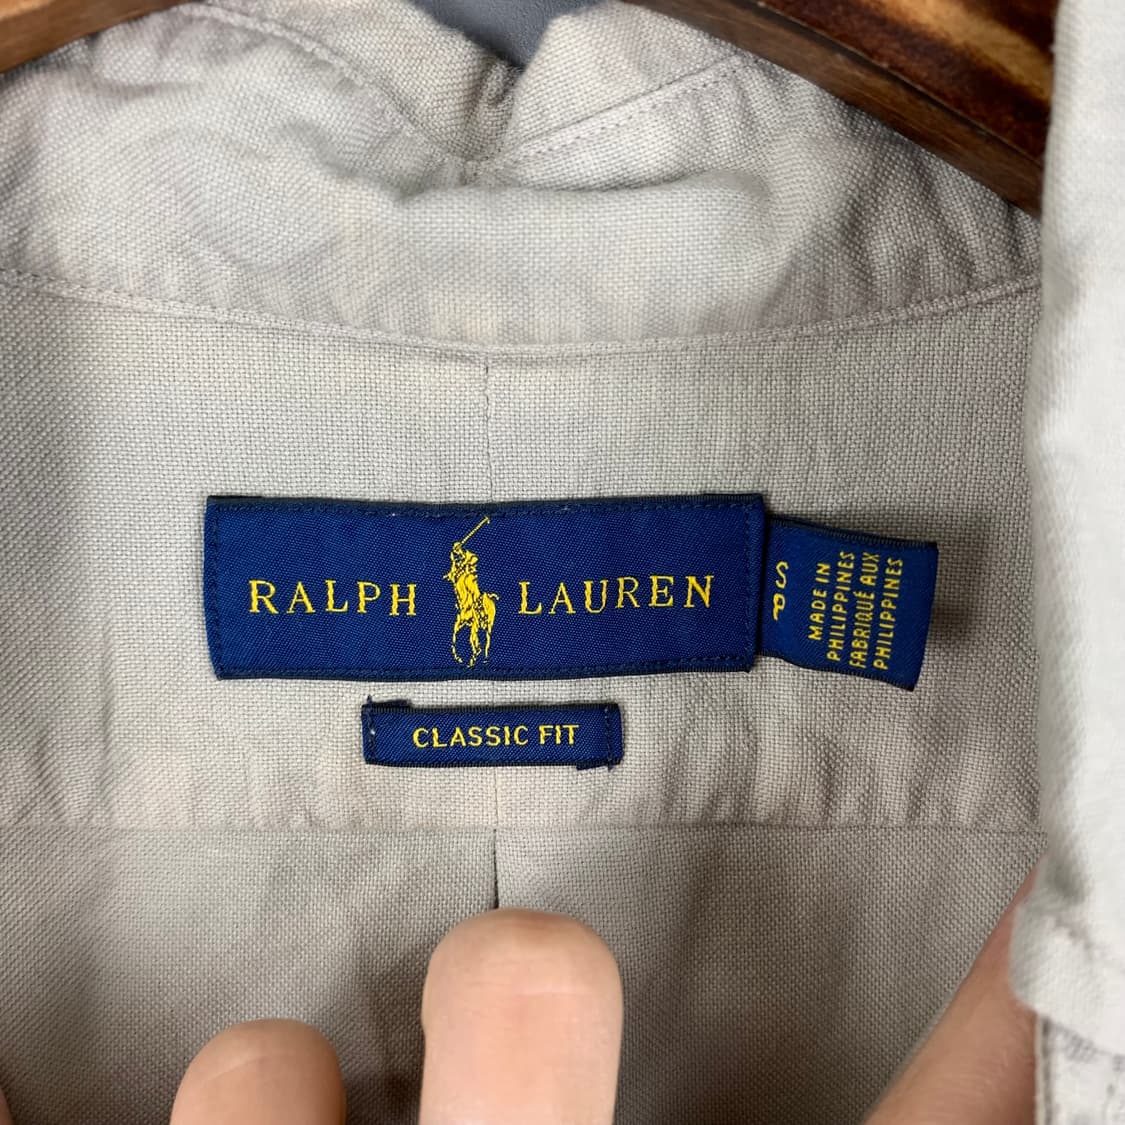 RALPH LAUREN
S
MADE IN
PHILIPPINES
FABRIQUÉ AUX
PHILIPPINES
CLASSIC FIT